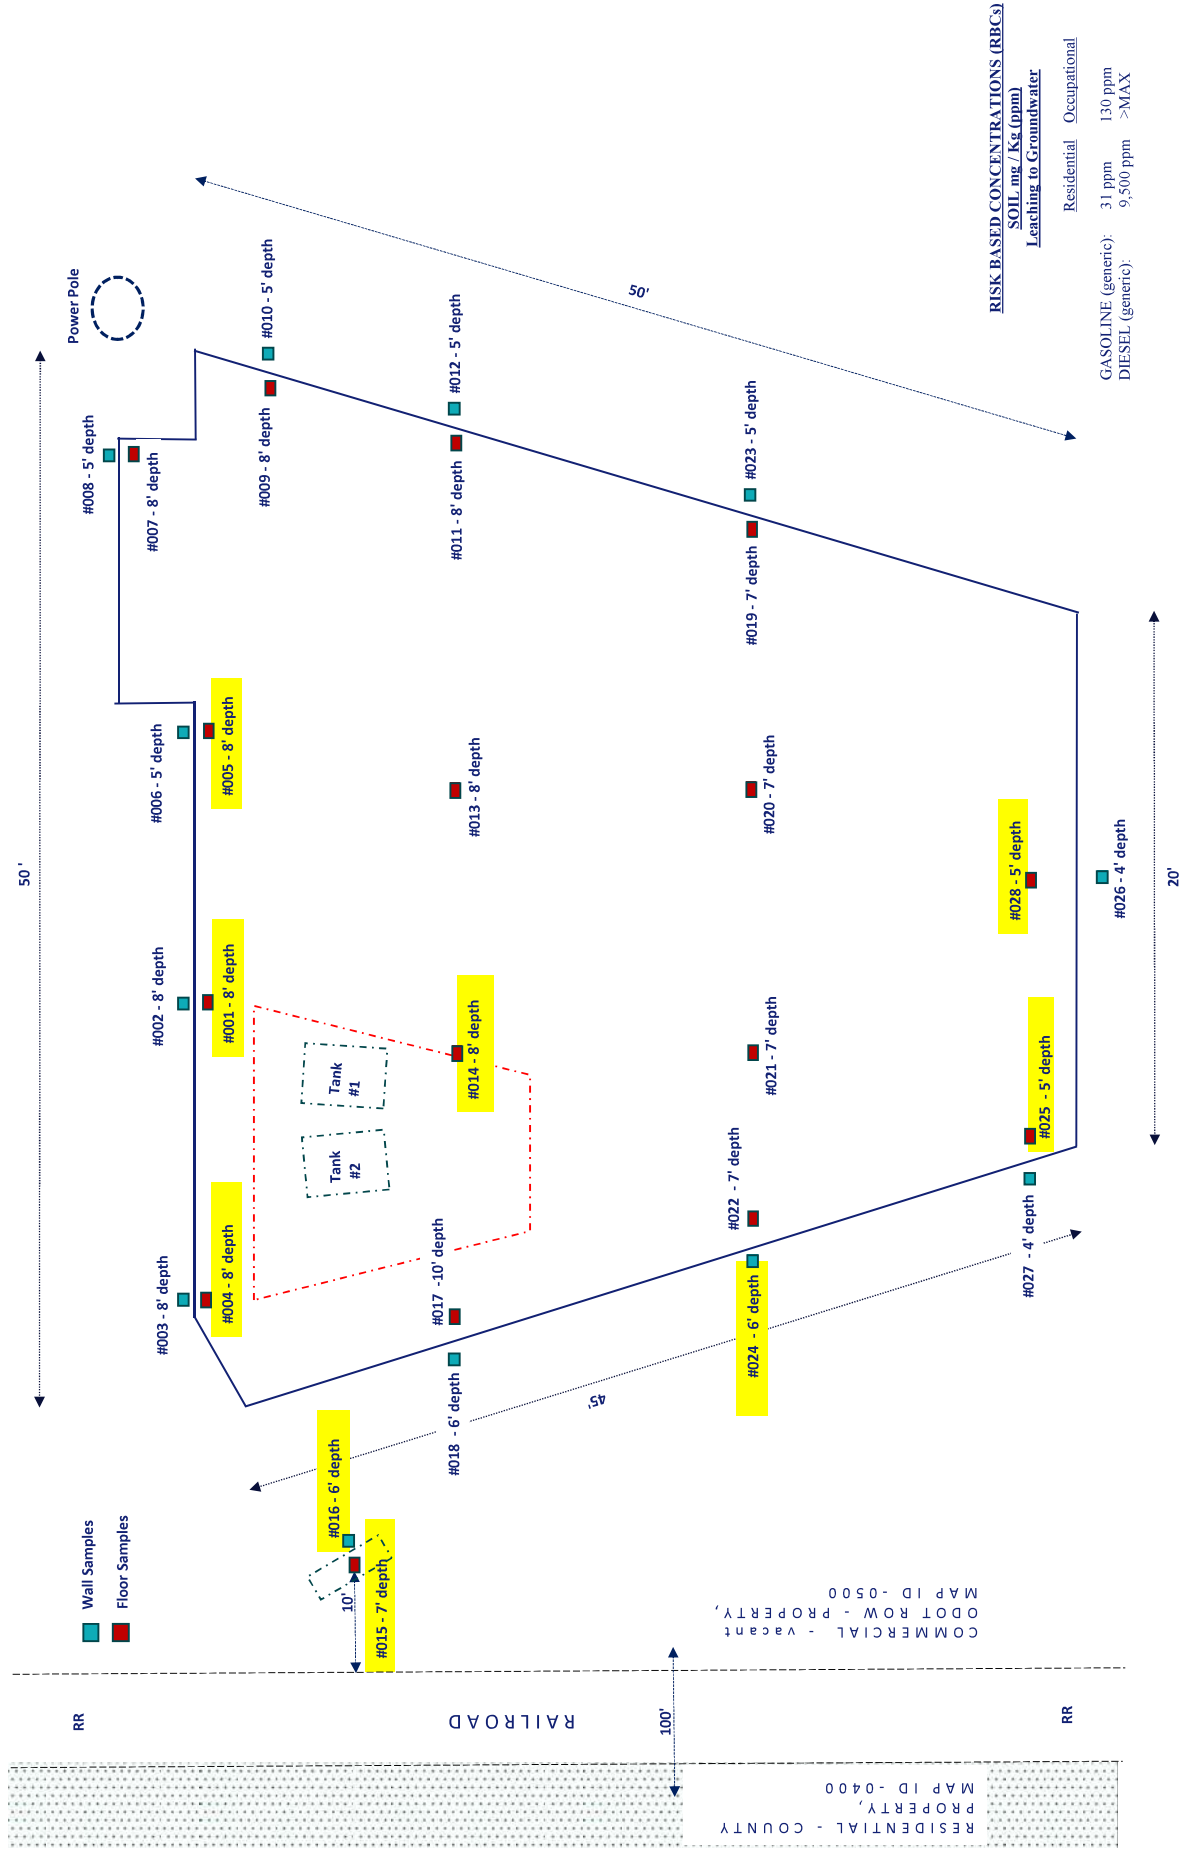 Wall Samples
Floor Samples
50'
Power Pole
#003 - 8' depth
#002 - 8' depth
#006 - 5' depth
#008 - 5' depth
#007 - 8' depth
#004 - 8' depth
#001 - 8' depth
#005 - 8' depth
#009 - 8' depth
#010 - 5' depth
#016 - 6' depth
10'
#015 - 7' depth
Tank
#2
Tank
#1
#018 - 6' depth
#017 -10' depth
#014 - 8' depth
#013 - 8' depth
#011 - 8' depth
#012 - 5' depth
50'
45'
#024 - 6' depth
#022 - 7' depth
#021 - 7' depth
#020 - 7' depth
#019 - 7' depth
#023 - 5' depth
#027 - 4' depth
#025 - 5' depth
#028 - 5' depth
#026 - 4' depth
20'
RR
RAILROAD
100'
RR
COMMERCIAL - vacant
ODOT ROW - PROPERTY,
MAP ID -0500
RESIDENTIAL - COUNTY
PROPERTY,
MAP ID -0400
RISK BASED CONCENTRATIONS (RBCs)
SOIL mg / Kg (ppm)
Leaching to Groundwater
Residential Occupational
GASOLINE (generic): 31 ppm 130 ppm
DIESEL (generic): 9,500 ppm >MAX